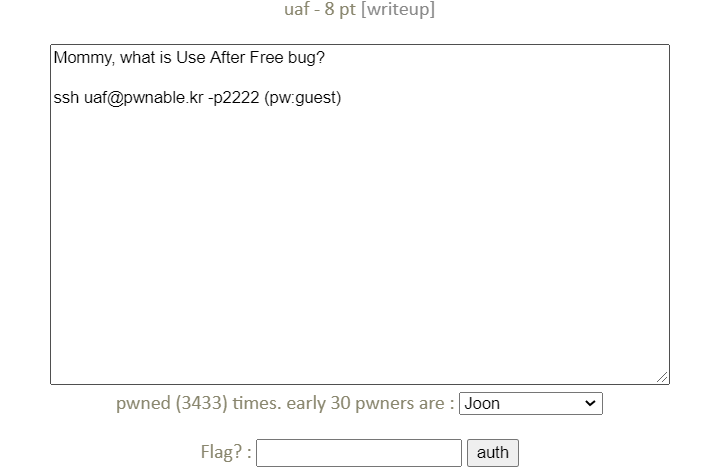 uaf - 8 pt [writeup]
Mommy, what is Use After Free bug?
ssh uaf@pwnable.kr -p2222 (pw:guest)
pwned (3433) times. early 30 pwners are : Joon
Flag? : auth